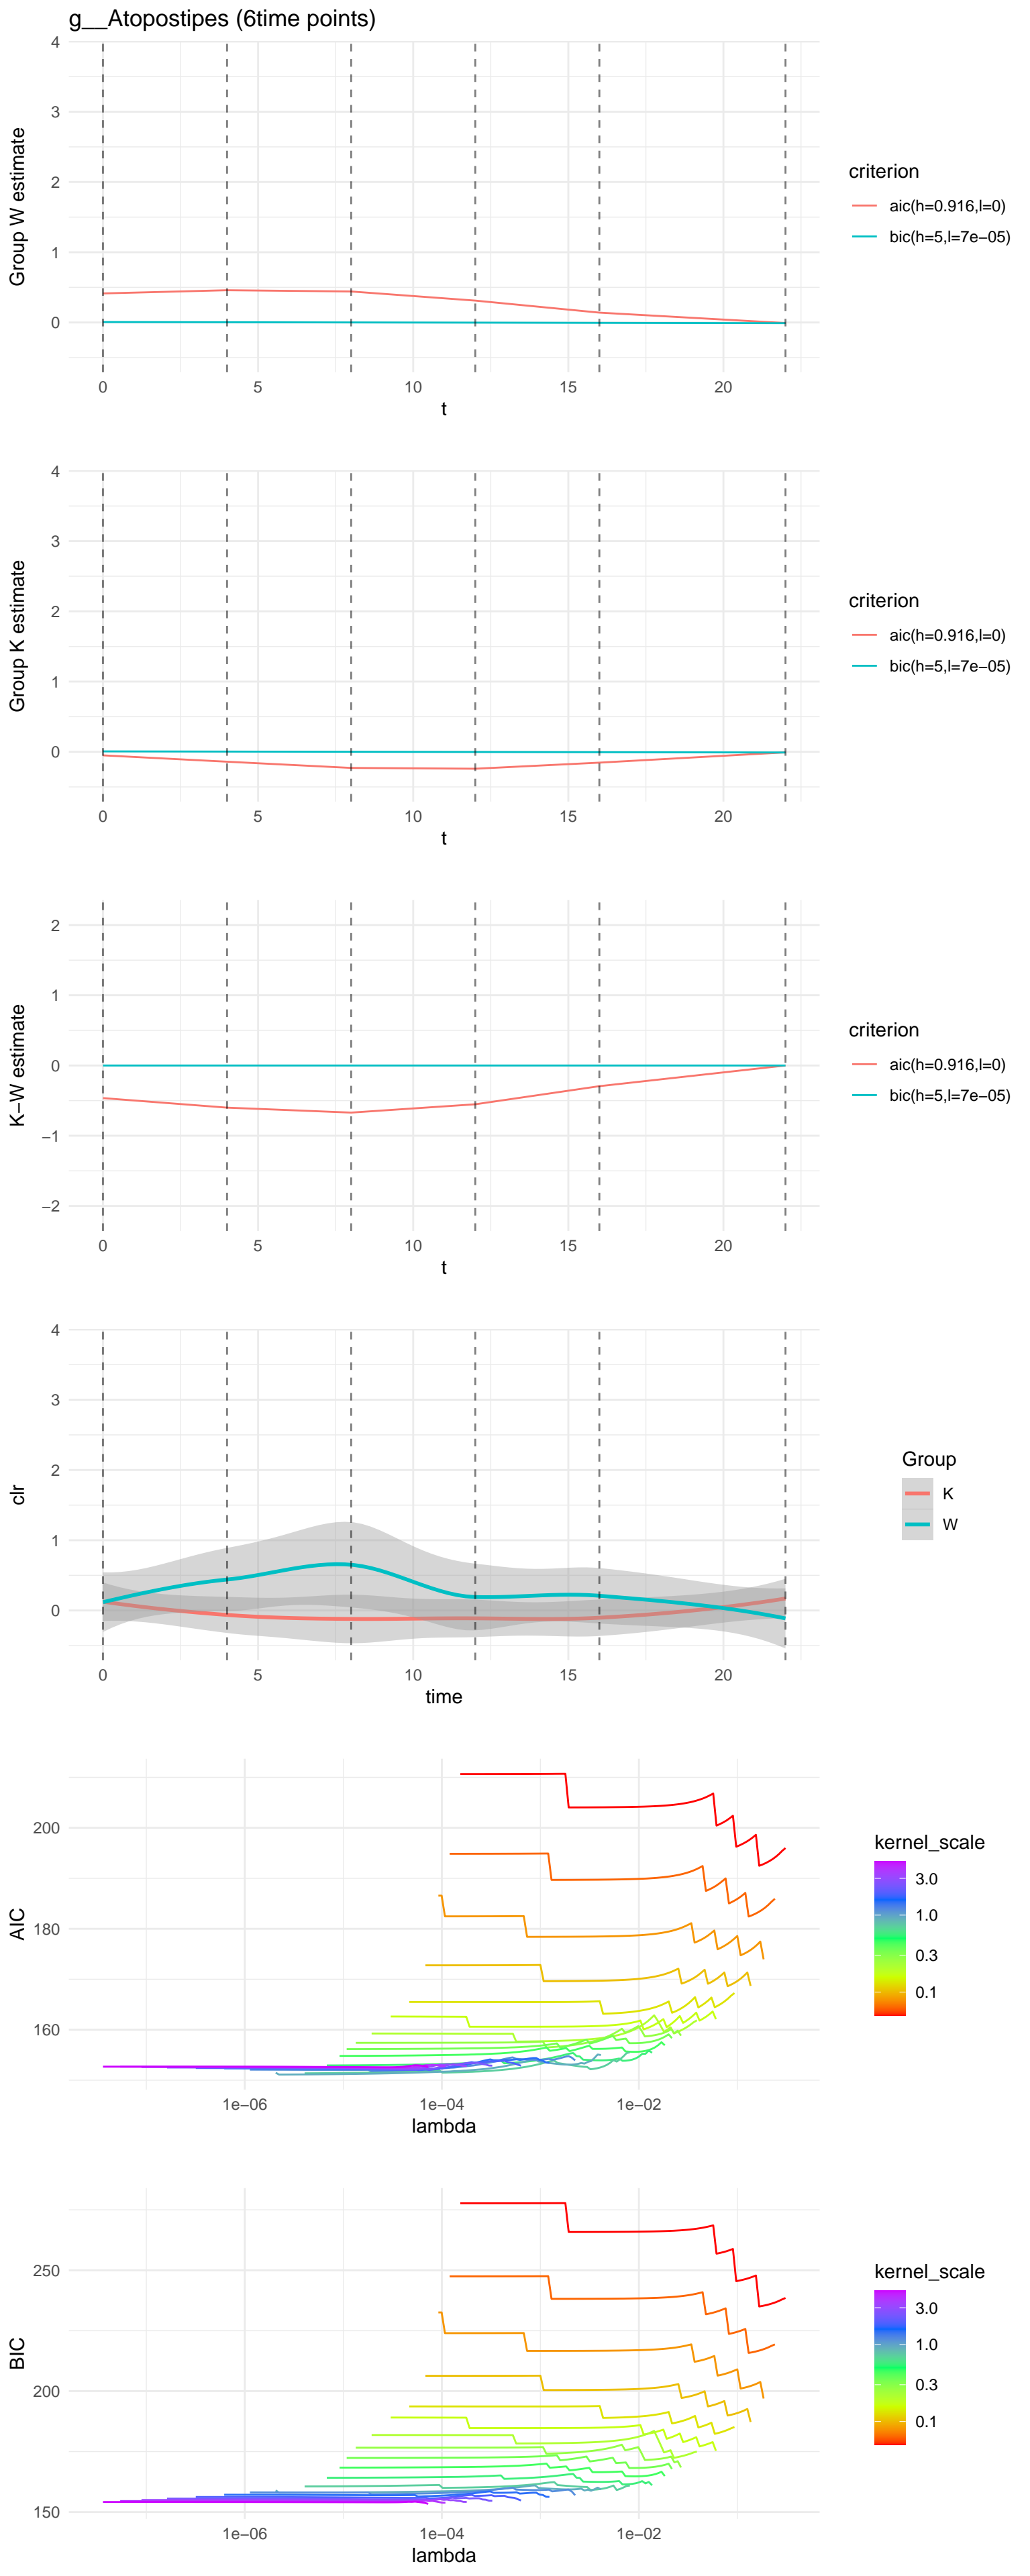 g__Atopostipes (6time points)
4
3
2
1
0
Group W estimate
0 5 10 15 20
t
criterion
aic(h=0.916,l=0)
bic(h=5,l=7e−05)
4
3
2
1
0
Group K estimate
0 5 10 15 20
t
criterion
aic(h=0.916,l=0)
bic(h=5,l=7e−05)
2
1
0
−1
−2
K−W estimate
0 5 10 15 20
t
criterion
aic(h=0.916,l=0)
bic(h=5,l=7e−05)
4
3
2
1
0
clr
0 5 10 15 20
time
Group
K
W
200
180
160
AIC
1e−06 1e−04 1e−02
lambda
kernel_scale
3.0
1.0
0.3
0.1
250
200
150
BIC
1e−06 1e−04 1e−02
lambda
kernel_scale
3.0
1.0
0.3
0.1